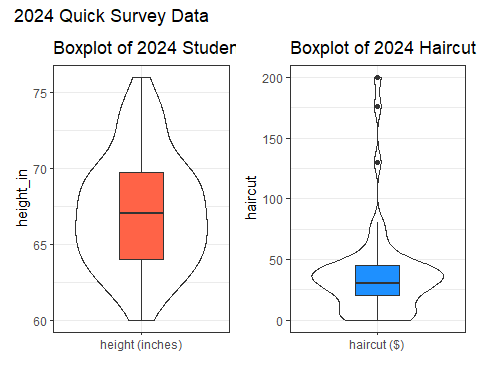 2024 Quick Survey Data
Boxplot of 2024 Studer
height_in
75
70
65
60
height (inches)
Boxplot of 2024 Haircut
haircut
200
150
100
50
0
haircut ($)